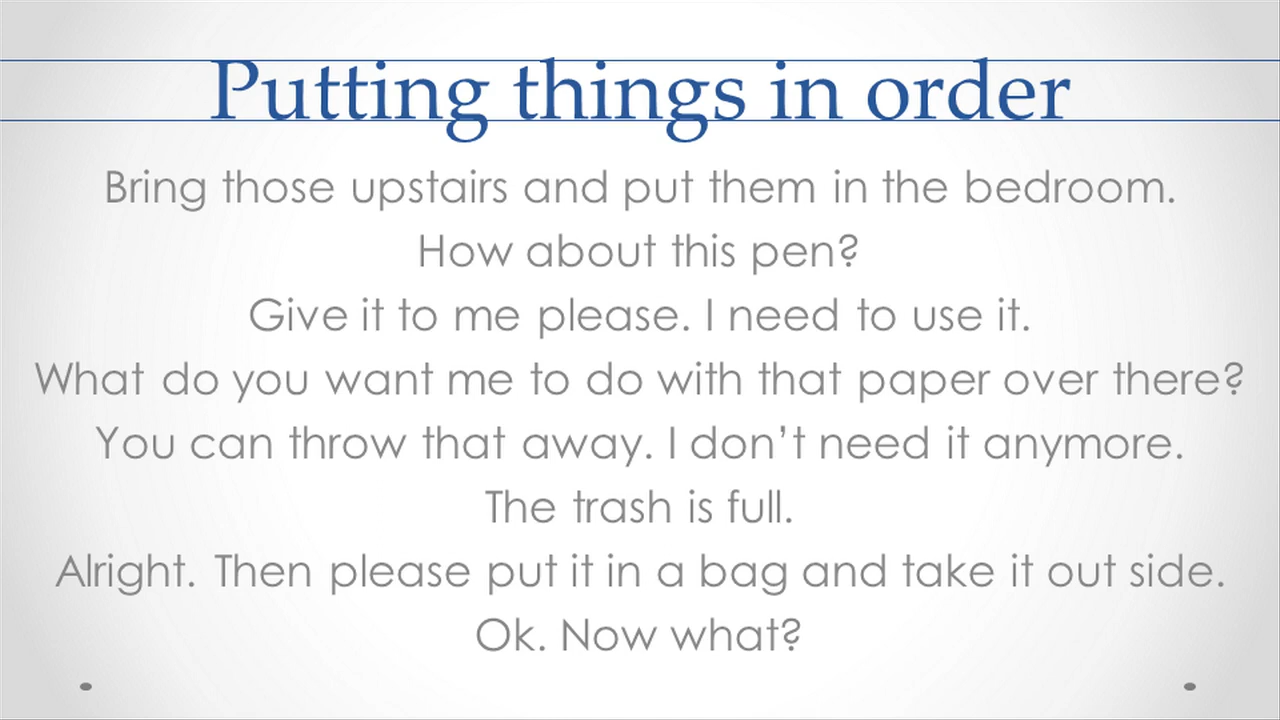 Putting things in order
Bring those upstairs and put them in the bedroom.
How about this pen?
Give it to me please. I need to use it.
What do you want me to do with that paper over there?
You can throw that away. I don’t need it anymore.
The trash is full.
Alright. Then please put it in a bag and take it out side.
Ok. Now what?